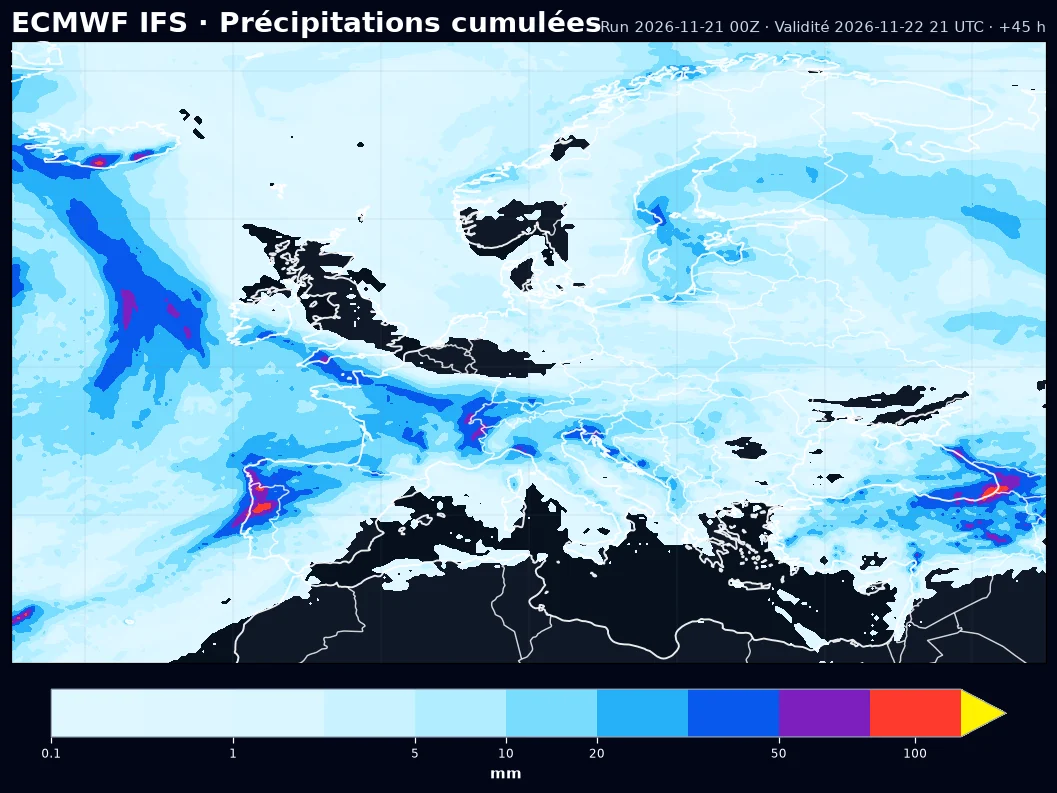 ECMWF IFS · Précipitations cumulées
Run 2026-11-21 00Z · Validité 2026-11-22 21 UTC · +45 h
0.1 1 5 10 20 50 100
mm